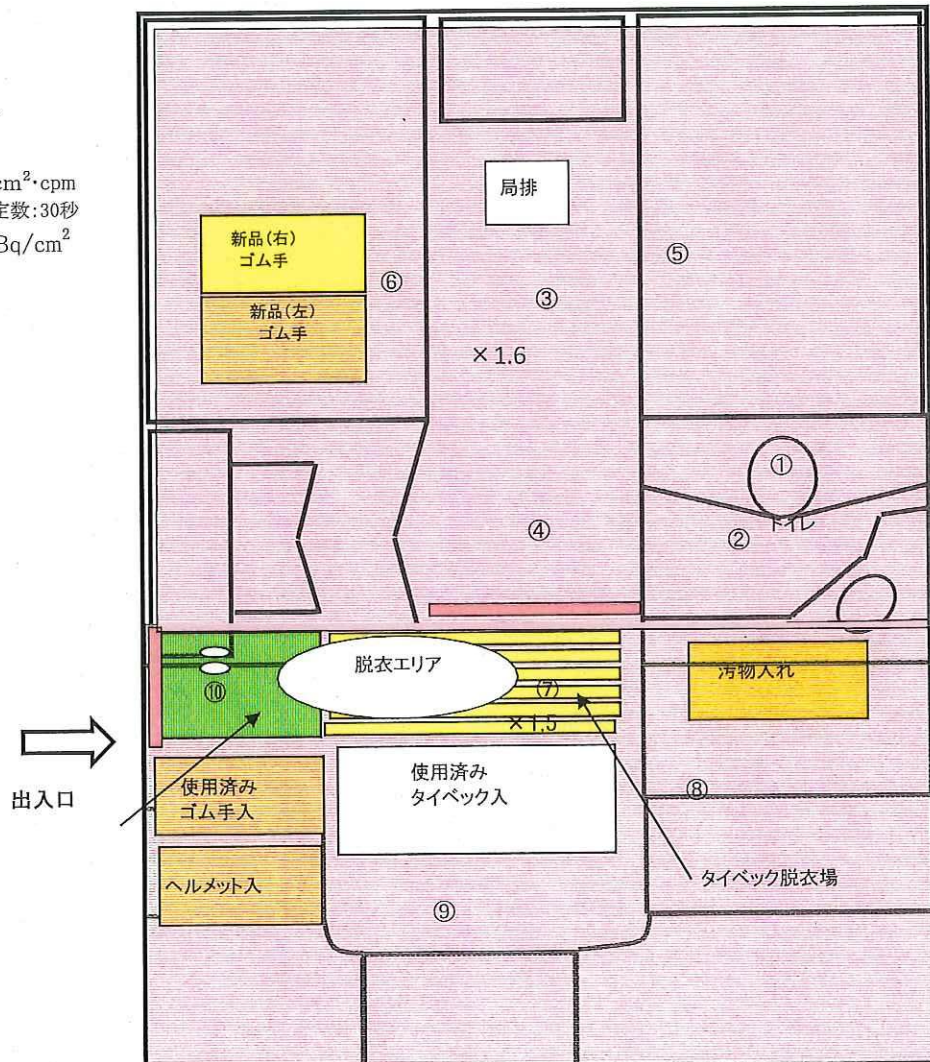 cm²・cpm
定数:30秒
Bq/cm²
局排
新品(右)
ゴム手
⑤
⑥
新品(左)
ゴム手
③
×1.6
①
トイレ
④
②
脱衣エリア
汚物入れ
⑩
⑦
×1.5
出入口
使用済み
ゴム手入
使用済み
タイベック入
⑧
ヘルメット入
タイベック脱衣場
⑨